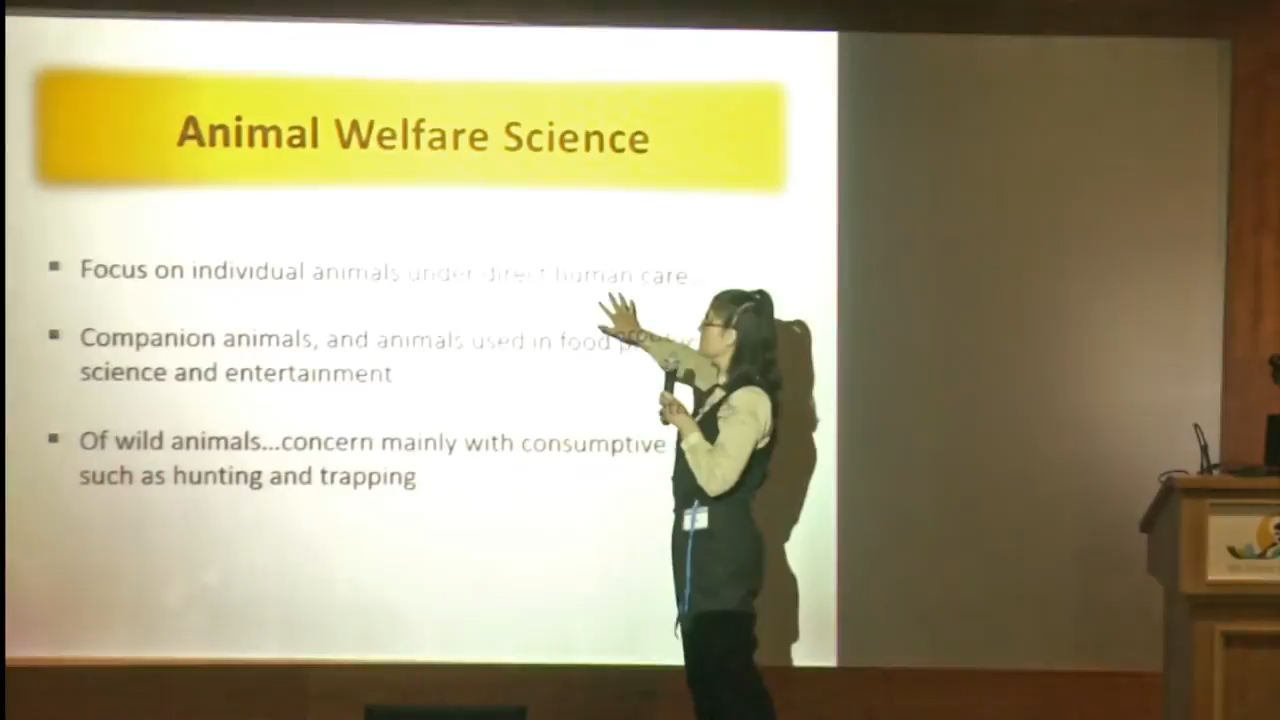 Animal Welfare Science
▪ Focus on individual animals under direct human care
▪ Companion animals, and animals used in food
science and entertainment
▪ Of wild animals...concern mainly with consumptive
such as hunting and trapping